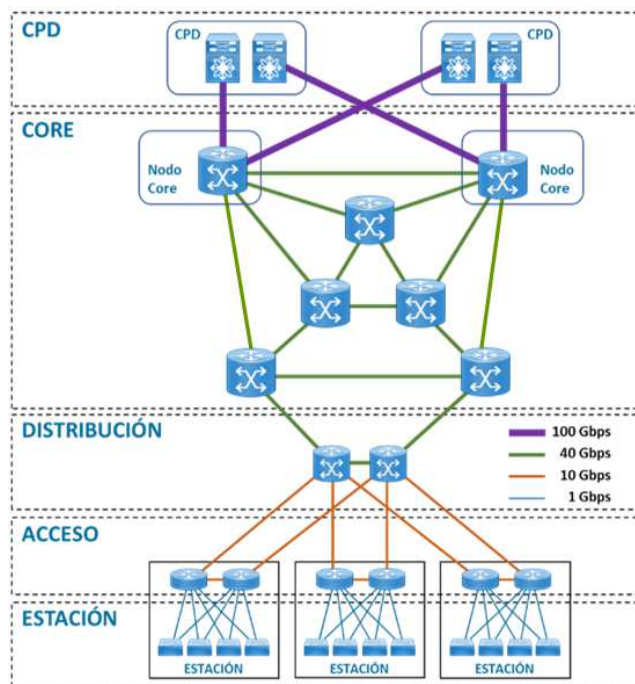 CPD
CPD
CPD
CORE
Nodo
Core
Nodo
Core
DISTRIBUCIÓN
100 Gbps
40 Gbps
10 Gbps
1 Gbps
ACCESO
ESTACIÓN
ESTACIÓN
ESTACIÓN
ESTACIÓN